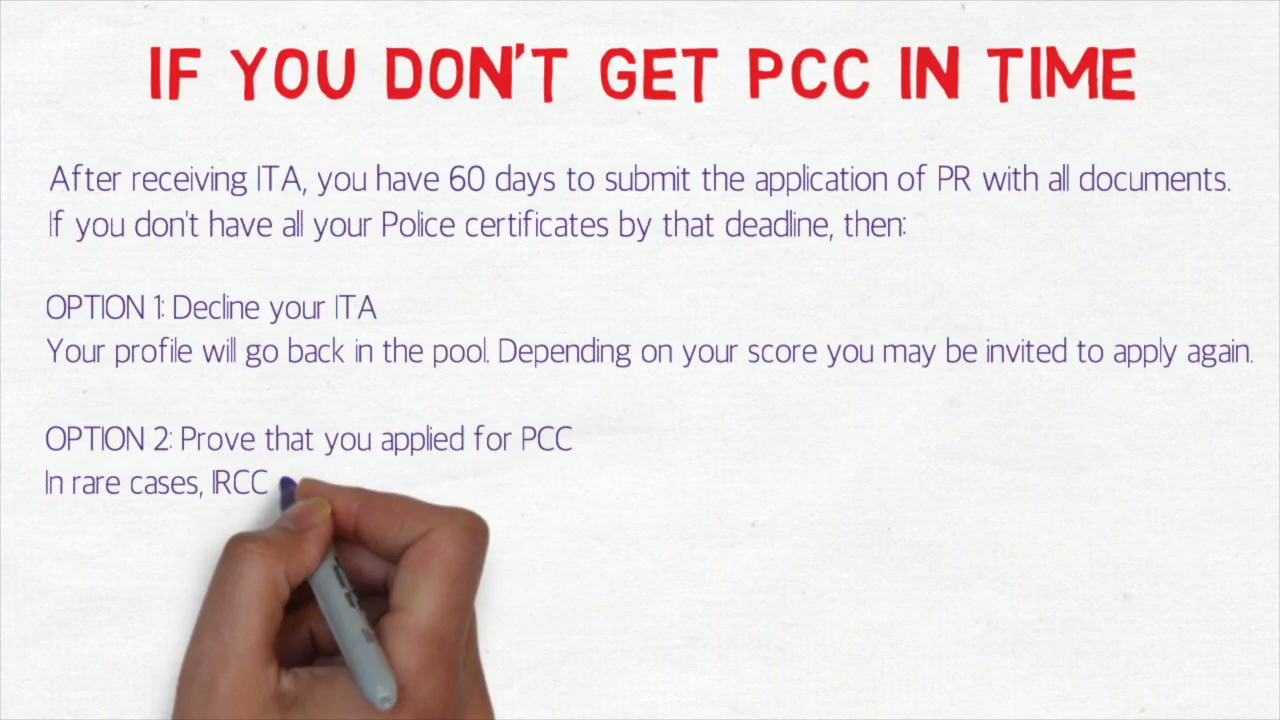 IF YOU DON'T GET PCC IN TIME
After receiving ITA, you have 60 days to submit the application of PR with all documents.
If you don't have all your Police certificates by that deadline, then:
OPTION 1: Decline your ITA
Your profile will go back in the pool. Depending on your score you may be invited to apply again.
OPTION 2: Prove that you applied for PCC
In rare cases, IRCC